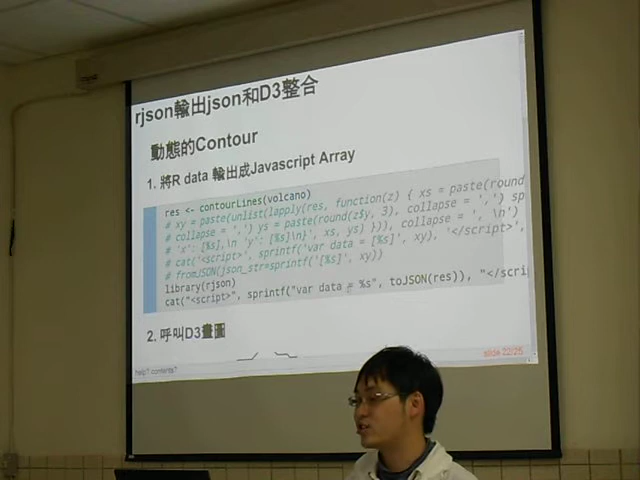 rjson輸出json和D3整合
動態的Contour
1. 將R data 輸出成Javascript Array
res <- contourLines(volcano)
# xy = paste(unlist(lapply(res, function(z) { xs = paste(round
# collapse = ',') ys = paste(round(z$y, 3), collapse = ',') sp
# 'x': [%s],\n 'y': [%s]\n}', xs, ys) })), collapse = ', \n')
# cat('<script>', sprintf('var data = [%s]', xy), '</script>',
# fromJSON(json_str=sprintf('[%s]', xy))
library(rjson)
cat("<script>", sprintf("var data = %s", toJSON(res)), "</scri
2. 呼叫D3畫圖
slide 22/25
help? contents?